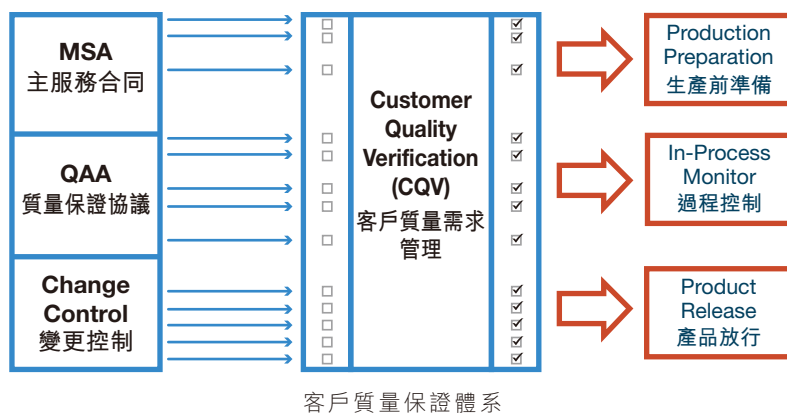 MSA
主服務合同
QAA
質量保證協議
Change
Control
變更控制
Customer
Quality
Verification
(CQV)
客戶質量需求
管理
Production
Preparation
生產前準備
In-Process
Monitor
過程控制
Product
Release
產品放行
客戶質量保證體系